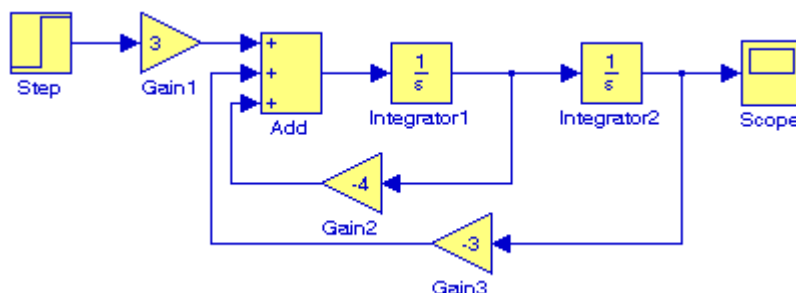 3
+
+
+
1
s
1
s
Step
Gain1
Add
Integrator1
Integrator2
Scope
-4
Gain2
-3
Gain3